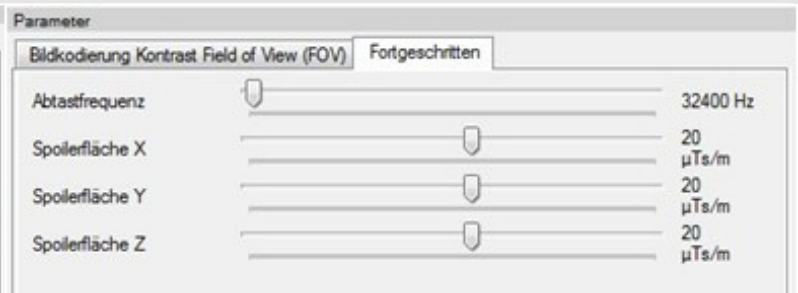 Parameter
Bildkodierung Kontrast Field of View (FOV) Fortgeschritten
Abtastfrequenz 32400 Hz
Spoilerfläche X 20 µTs/m
Spoilerfläche Y 20 µTs/m
Spoilerfläche Z 20 µTs/m